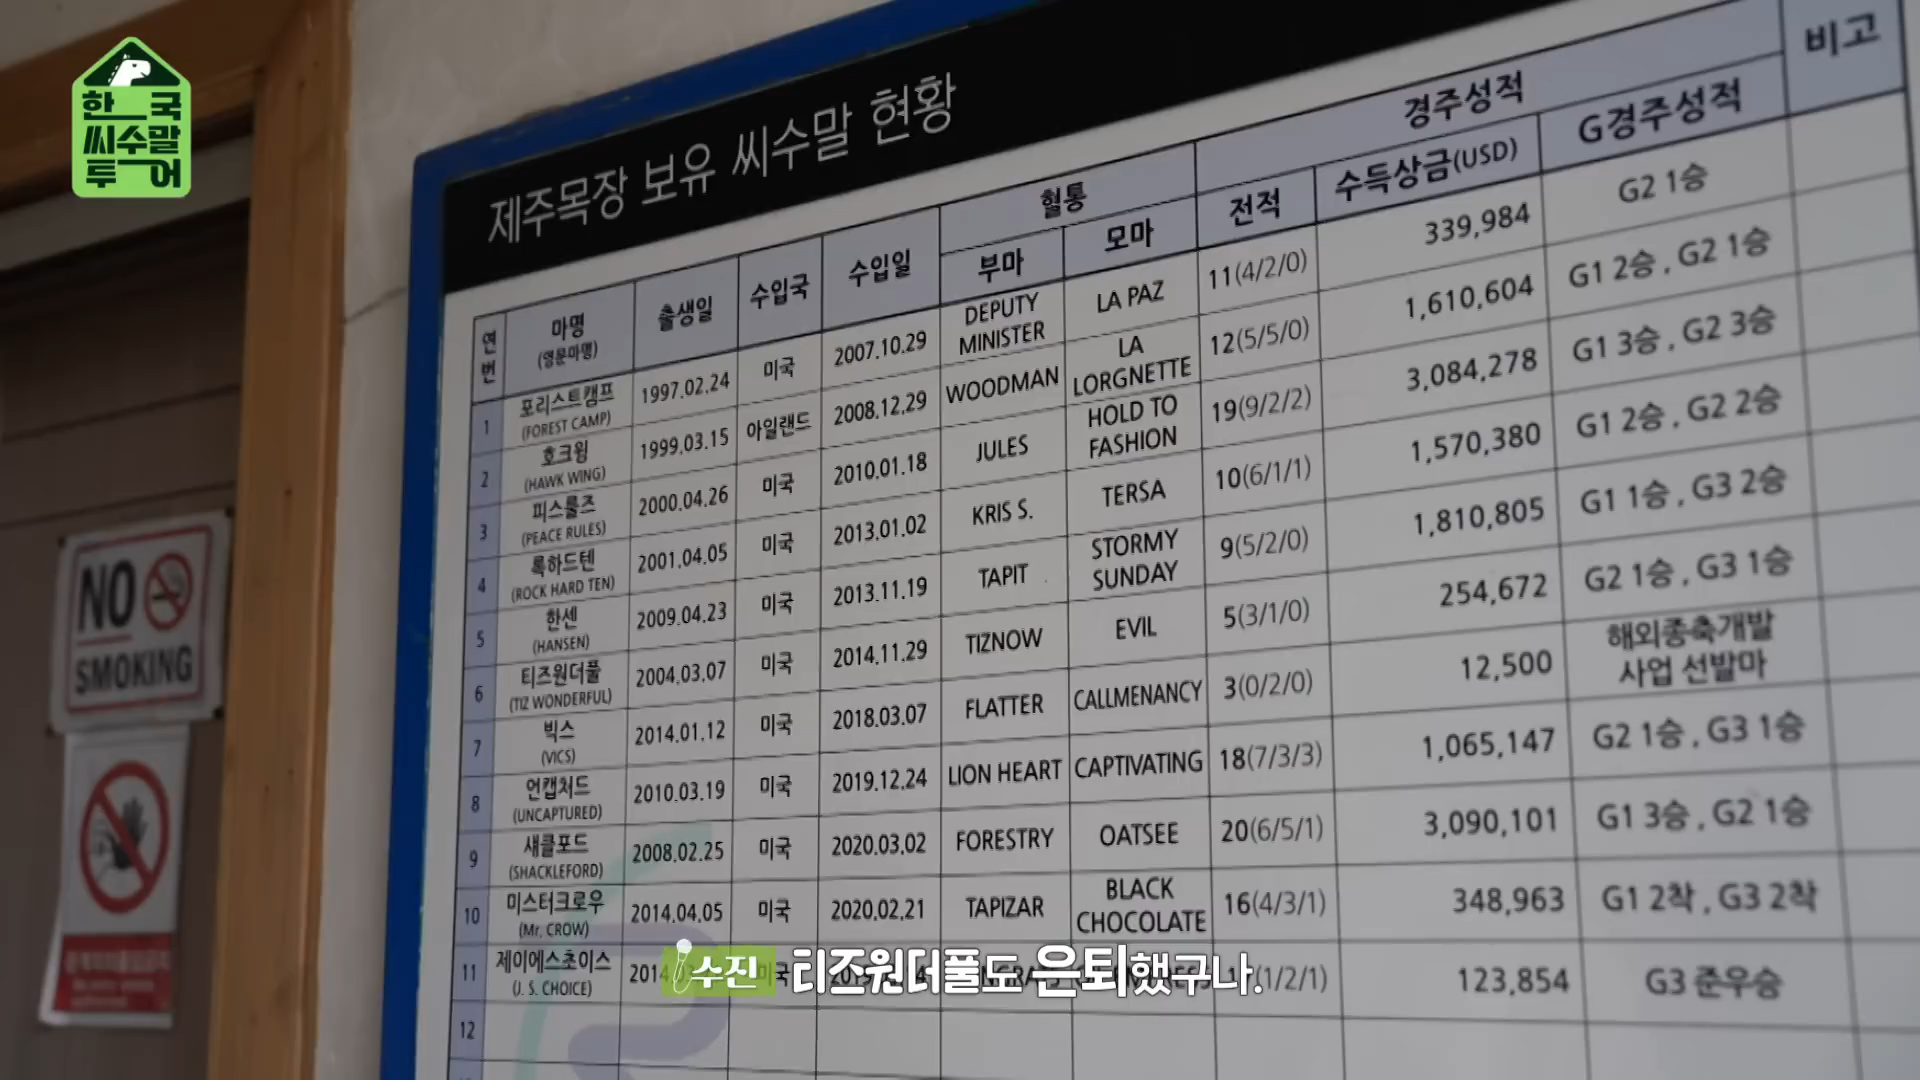 한국
씨수말
투어
제주목장 보유 씨수말 현황
연번 마명 (영문마명) 출생일 수입국 수입일 혈통 부마 모마 경주성적 전적 수득상금(USD) G경주성적 비고
1 포리스트캠프 (FOREST CAMP) 1997.02.24 미국 2007.10.29 DEPUTY MINISTER LA PAZ 11(4/2/0) 339,984 G2 1승
2 호크윙 (HAWK WING) 1999.03.15 아일랜드 2008.12.29 WOODMAN LA LORGNETTE 12(5/5/0) 1,610,604 G1 2승 , G2 1승
3 피스룰즈 (PEACE RULES) 2000.04.26 미국 2010.01.18 JULES HOLD TO FASHION 19(9/2/2) 3,084,278 G1 3승 , G2 3승
4 록하드텐 (ROCK HARD TEN) 2001.04.05 미국 2013.01.02 KRIS S. TERSA 10(6/1/1) 1,570,380 G1 2승 , G2 2승
5 한센 (HANSEN) 2009.04.23 미국 2013.11.19 TAPIT STORMY SUNDAY 9(5/2/0) 1,810,805 G1 1승 , G3 2승
6 티즈원더풀 (TIZ WONDERFUL) 2004.03.07 미국 2014.11.29 TIZNOW EVIL 5(3/1/0) 254,672 G2 1승 , G3 1승
7 빅스 (VICS) 2014.01.12 미국 2018.03.07 FLATTER CALLMENANCY 3(0/2/0) 12,500 해외종축개발 사업 선발마
8 언캡처드 (UNCAPTURED) 2010.03.19 미국 2019.12.24 LION HEART CAPTIVATING 18(7/3/3) 1,065,147 G2 1승 , G3 1승
9 섀클포드 (SHACKLEFORD) 2008.02.25 미국 2020.03.02 FORESTRY OATSEE 20(6/5/1) 3,090,101 G1 3승 , G2 1승
10 미스터크로우 (Mr. CROW) 2014.04.05 미국 2020.02.21 TAPIZAR BLACK CHOCOLATE 16(4/3/1) 348,963 G1 2착 , G3 2착
11 제이에스초이스 (J. S. CHOICE) 2014 123,854 G3 준우승
12
NO
SMOKING
수진 티즈원더풀도 은퇴했구나.